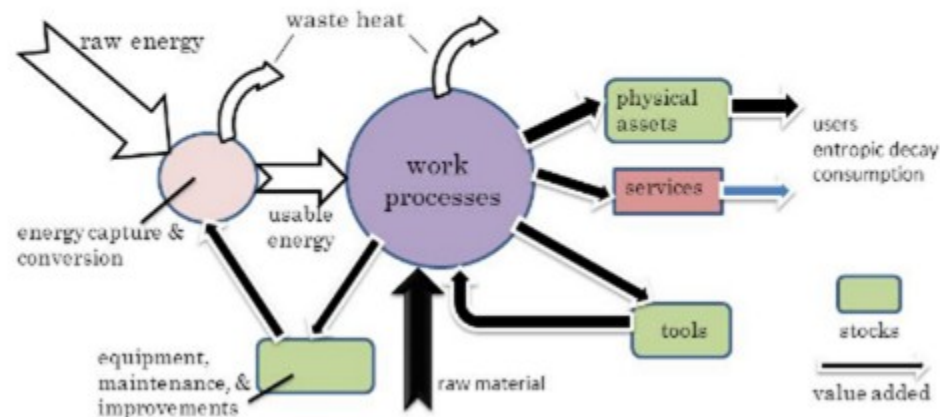 raw energy
waste heat
physical
assets
users
entropic decay
consumption
work
processes
services
usable
energy
energy capture &
conversion
tools
stocks
equipment,
maintenance, &
improvements
raw material
value added